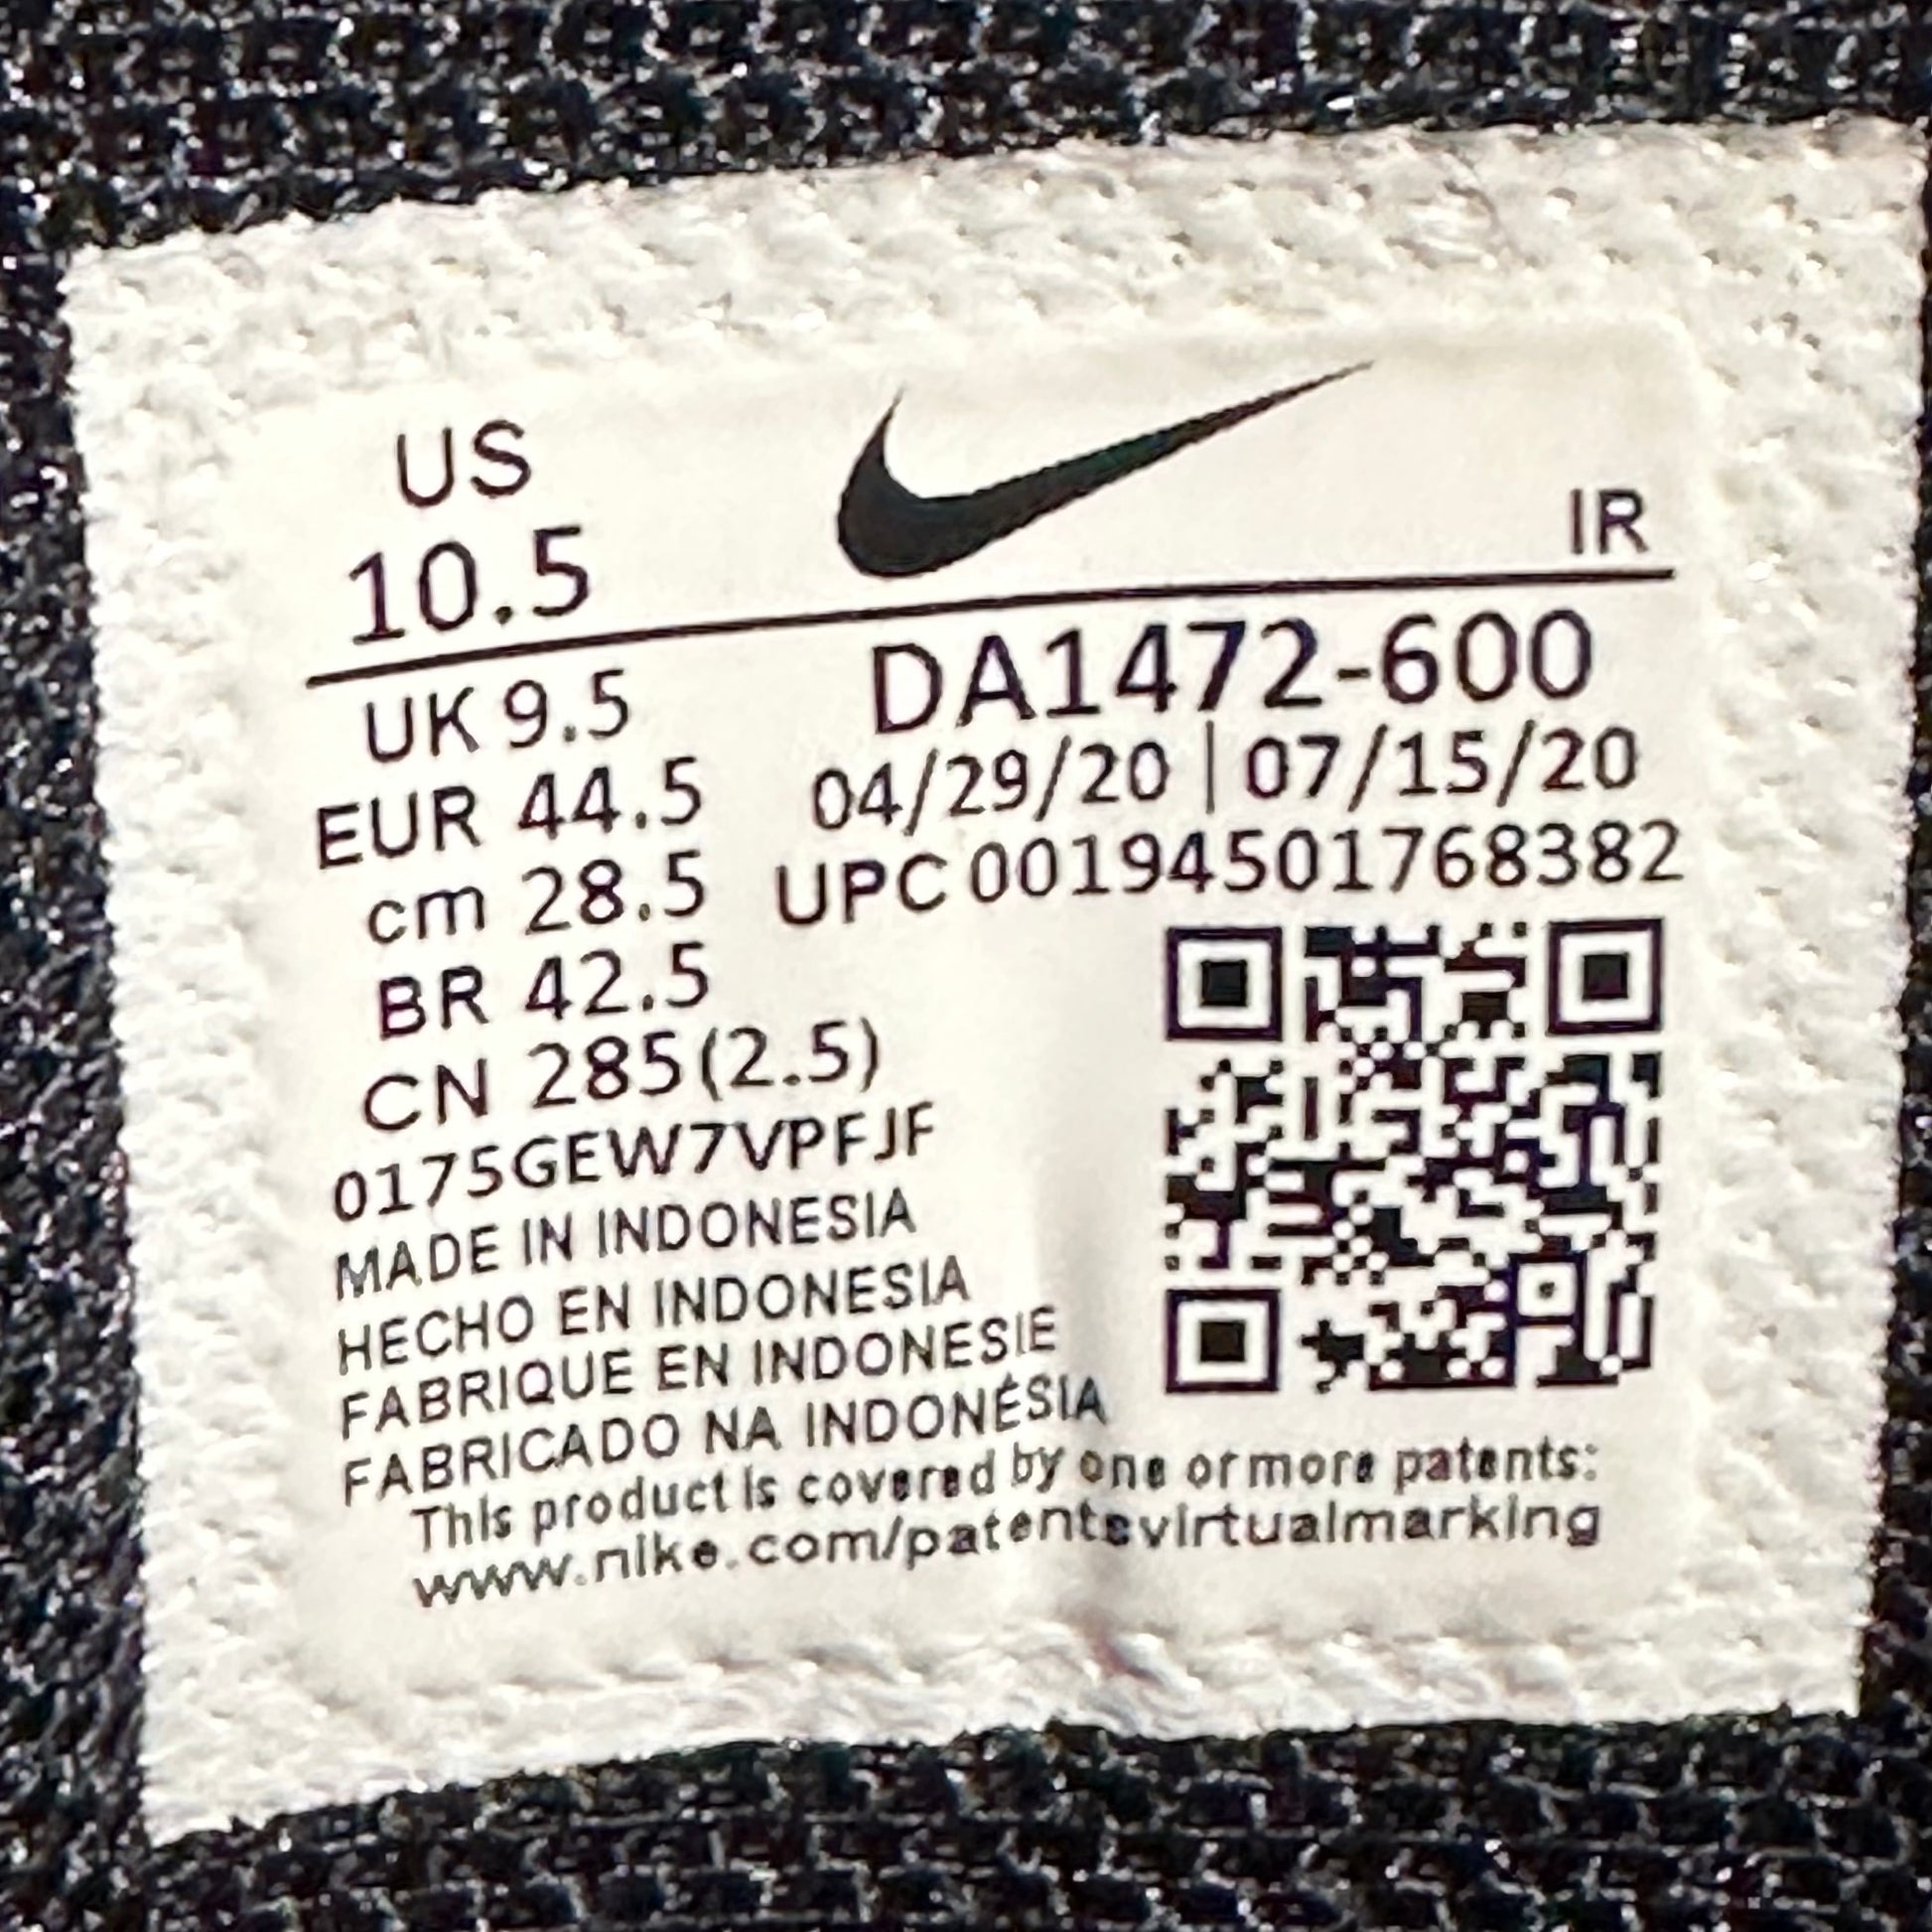 US
10.5
IR
UK 9.5
EUR 44.5
cm 28.5
BR 42.5
CN 285(2.5)
DA1472-600
04/29/20 | 07/15/20
UPC 00194501768382
0175GEW7VPFJF
MADE IN INDONESIA
HECHO EN INDONESIA
FABRIQUE EN INDONESIE
FABRICADO NA INDONÉSIA
This product is covered by one or more patents:
www.nike.com/patentsvirtualmarking